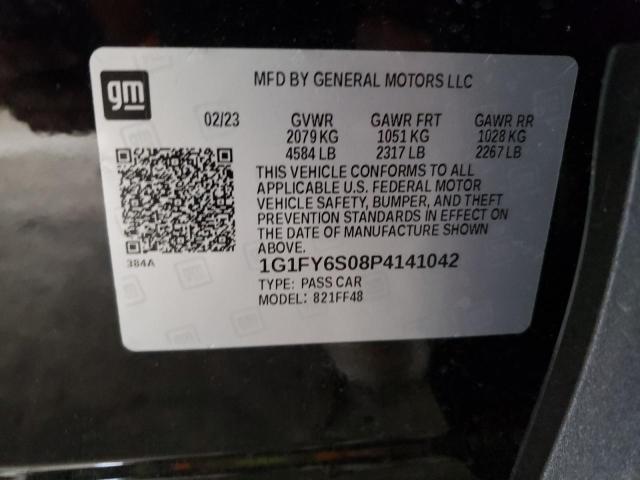 gm
MFD BY GENERAL MOTORS LLC
02/23 GVWR GAWR FRT GAWR RR
2079 KG 1051 KG 1028 KG
4584 LB 2317 LB 2267 LB
THIS VEHICLE CONFORMS TO ALL
APPLICABLE U.S. FEDERAL MOTOR
VEHICLE SAFETY, BUMPER, AND THEFT
PREVENTION STANDARDS IN EFFECT ON
THE DATE OF MANUFACTURE SHOWN
ABOVE.
384A
1G1FY6S08P4141042
TYPE: PASS CAR
MODEL: 821FF48